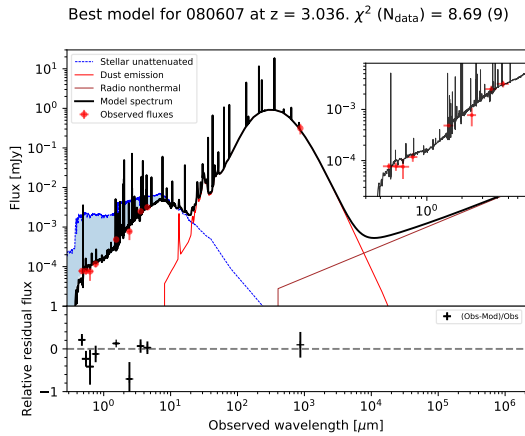 Best model for 080607 at z = 3.036. χ² (N_data) = 8.69 (9)
Stellar unattenuated
Dust emission
Radio nonthermal
Model spectrum
Observed fluxes
Flux [mJy]
10¹
10⁰
10⁻¹
10⁻²
10⁻³
10⁻⁴
10⁻³
10⁻⁴
10⁰
Relative residual flux
1
0
−1
(Obs-Mod)/Obs
10⁰ 10¹ 10² 10³ 10⁴ 10⁵ 10⁶
Observed wavelength [μm]